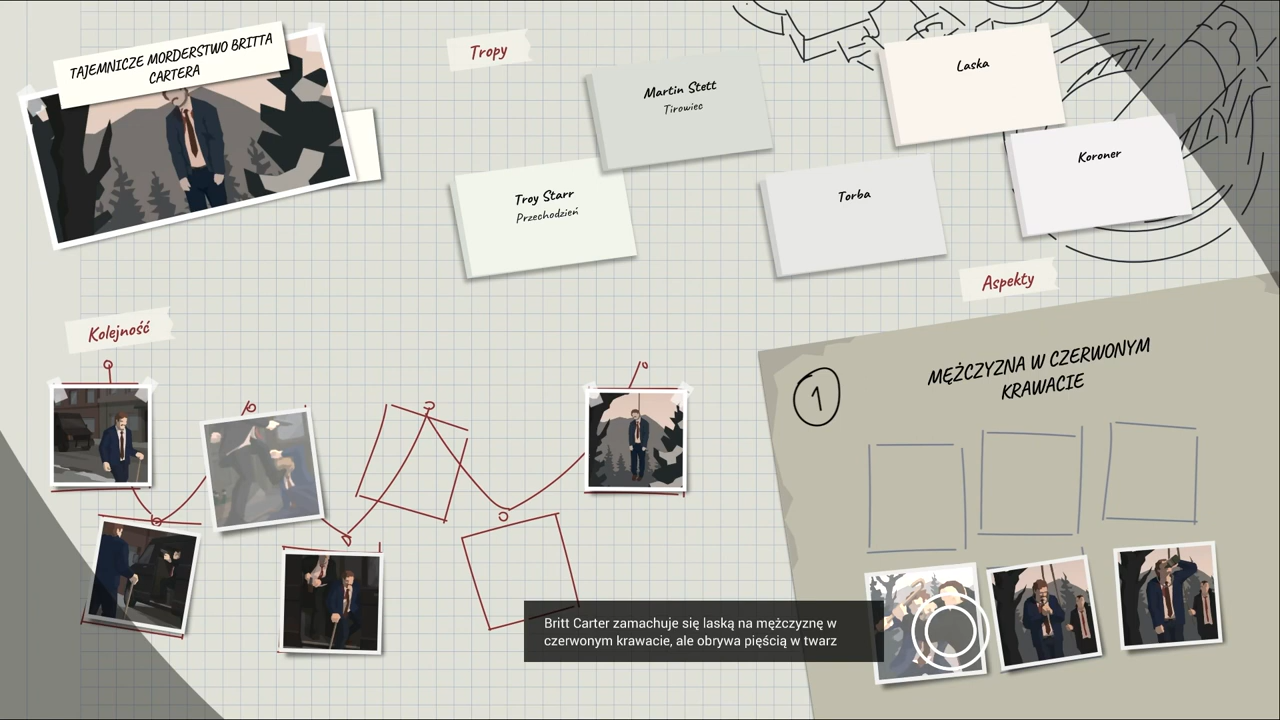 TAJEMNICZE MORDERSTWO BRITTA
CARTERA
Tropy
Martin Stett
Tirowiec
Troy Starr
Przechodzień
Laska
Koroner
Torba
Aspekty
Kolejność
1
MĘŻCZYZNA W CZERWONYM
KRAWACIE
Britt Carter zamachuje się laską na mężczyznę w
czerwonym krawacie, ale obrywa pięścią w twarz